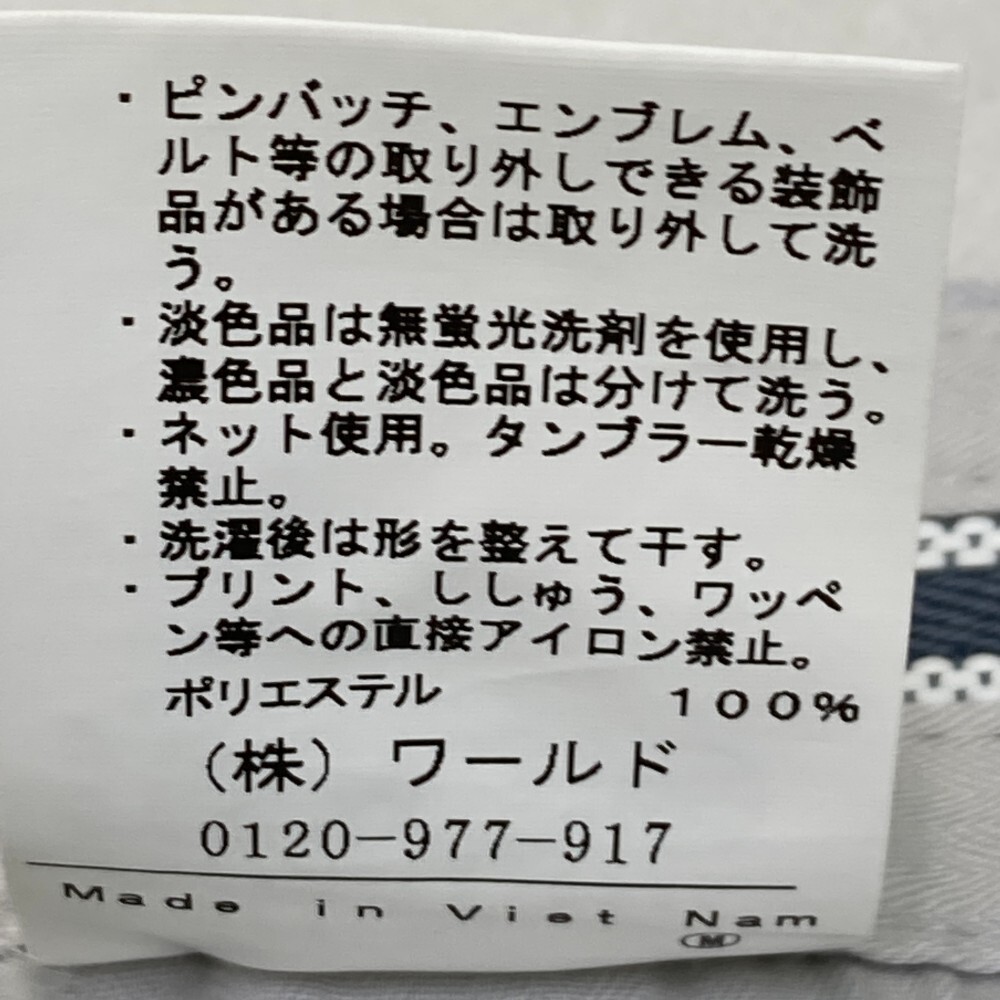 ・ピンバッチ、エンブレム、ベ
ルト等の取り外しできる装飾
品がある場合は取り外して洗
う。
・淡色品は無蛍光洗剤を使用し、
濃色品と淡色品は分けて洗う。
・ネット使用。タンブラー乾燥
禁止。
・洗濯後は形を整えて干す。
・プリント、ししゅう、ワッペ
ン等への直接アイロン禁止。
ポリエステル 100%
(株) ワールド
0120-977-917
Made in Viet Nam
M